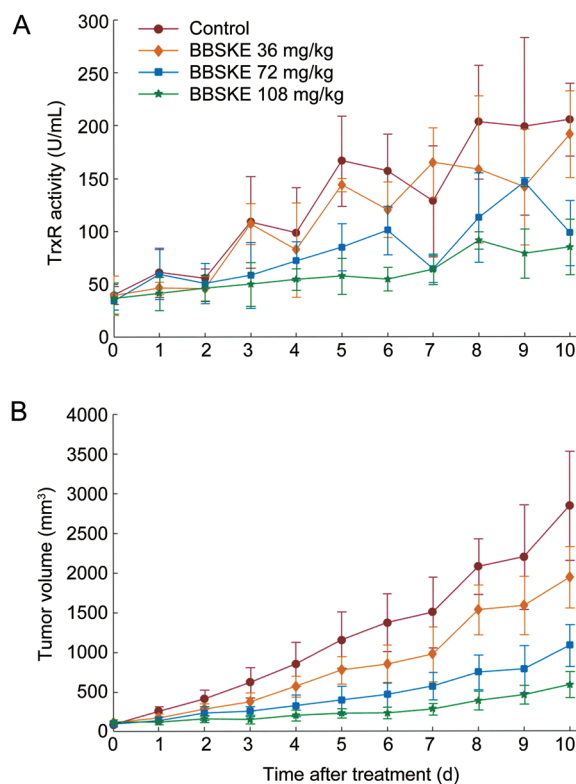 A
Control
BBSKE 36 mg/kg
BBSKE 72 mg/kg
BBSKE 108 mg/kg
TrxR activity (U/mL)
300
250
200
150
100
50
0
0 1 2 3 4 5 6 7 8 9 10
B
Tumor volume (mm³)
4000
3500
3000
2500
2000
1500
1000
500
0
0 1 2 3 4 5 6 7 8 9 10
Time after treatment (d)